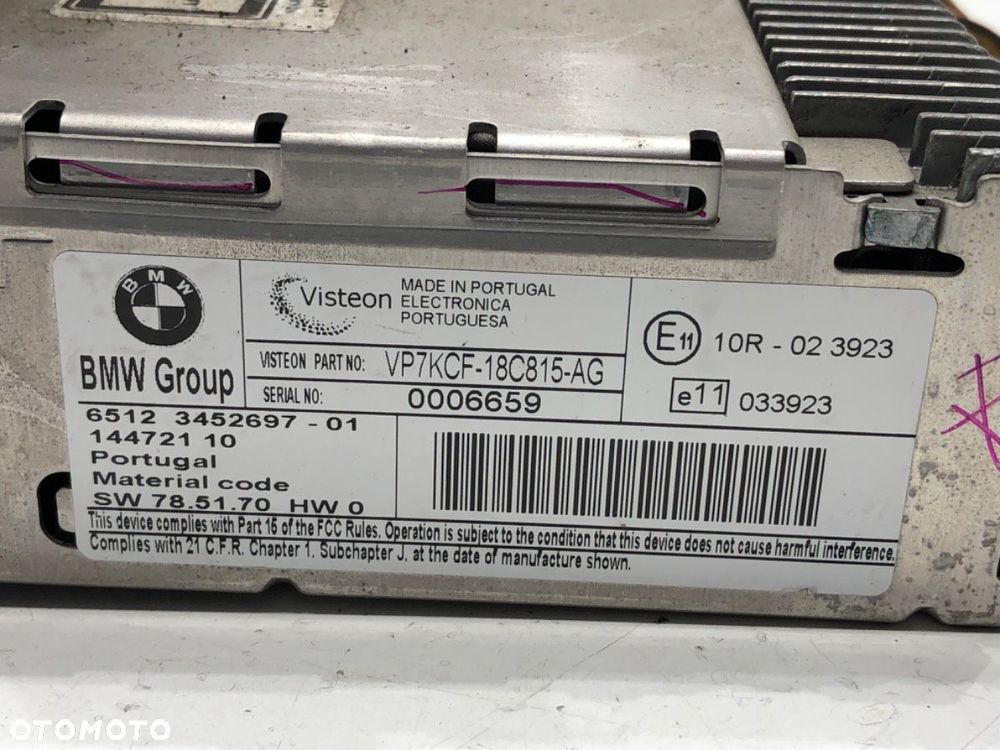 BMW
BMW Group
Visteon
MADE IN PORTUGAL
ELECTRONICA
PORTUGUESA
VISTEON PART NO: VP7KCF-18C815-AG
SERIAL NO: 0006659
E11 10R - 02 3923
e11 033923
6512 3452697 - 01
144721 10
Portugal
Material code
SW 78.51.70 HW 0
This device complies with Part 16 of the FCC Rules. Operation is subject to the condition that this device does not cause harmful interference.
Complies with 21 C.F.R. Chapter 1. Subchapter J. at the date of manufacture shown.
OTOMOTO